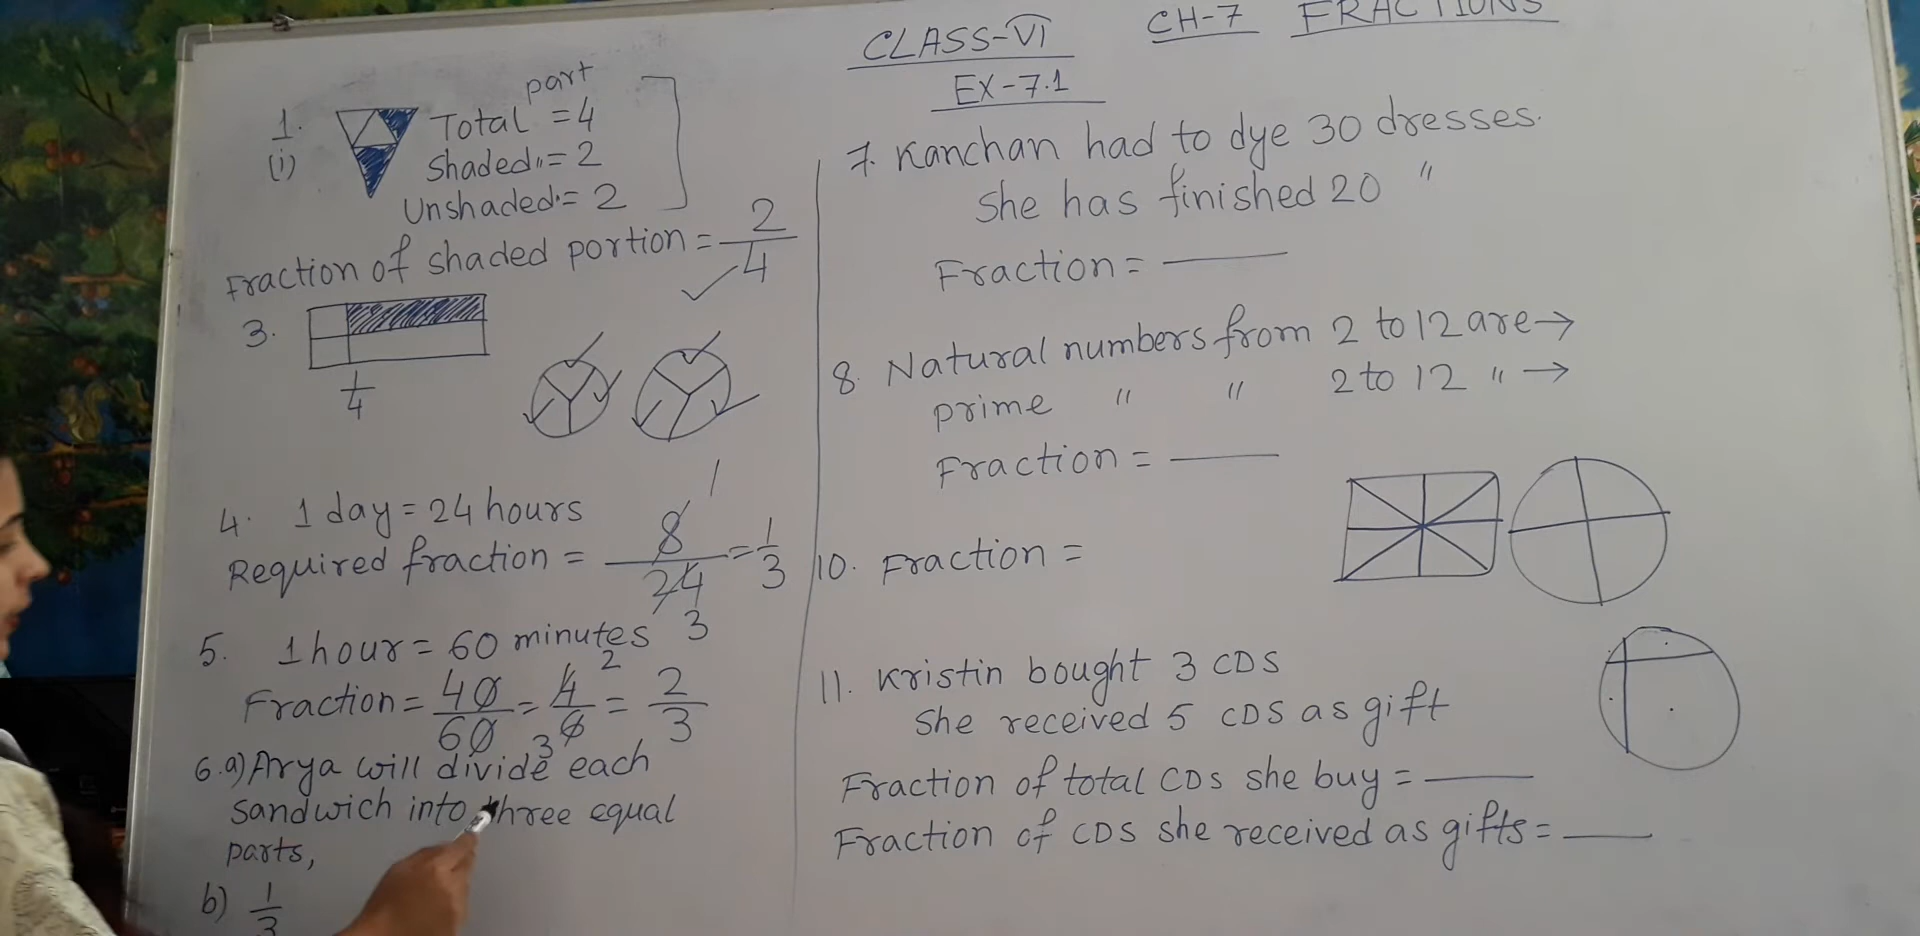 CLASS-VI CH-7 FRACTIONS
EX-7.1
1. (i) Total part = 4
Shaded " = 2
Unshaded " = 2
Fraction of shaded portion = 2/4
3.
1/4
4. 1 day = 24 hours
Required fraction = 8/24 = 1/3
1
3
5. 1 hour = 60 minutes
Fraction = 40/60 = 4/6 = 2/3
2
3
6. a) Arya will divide each
sandwich into three equal
parts,
b) 1/3
7. Kanchan had to dye 30 dresses.
She has finished 20 "
Fraction =
8. Natural numbers from 2 to 12 are →
prime " " 2 to 12 " →
Fraction =
10. Fraction =
11. Kristin bought 3 CDS
She received 5 CDS as gift
Fraction of total CDS she buy =
Fraction of CDS she received as gifts =